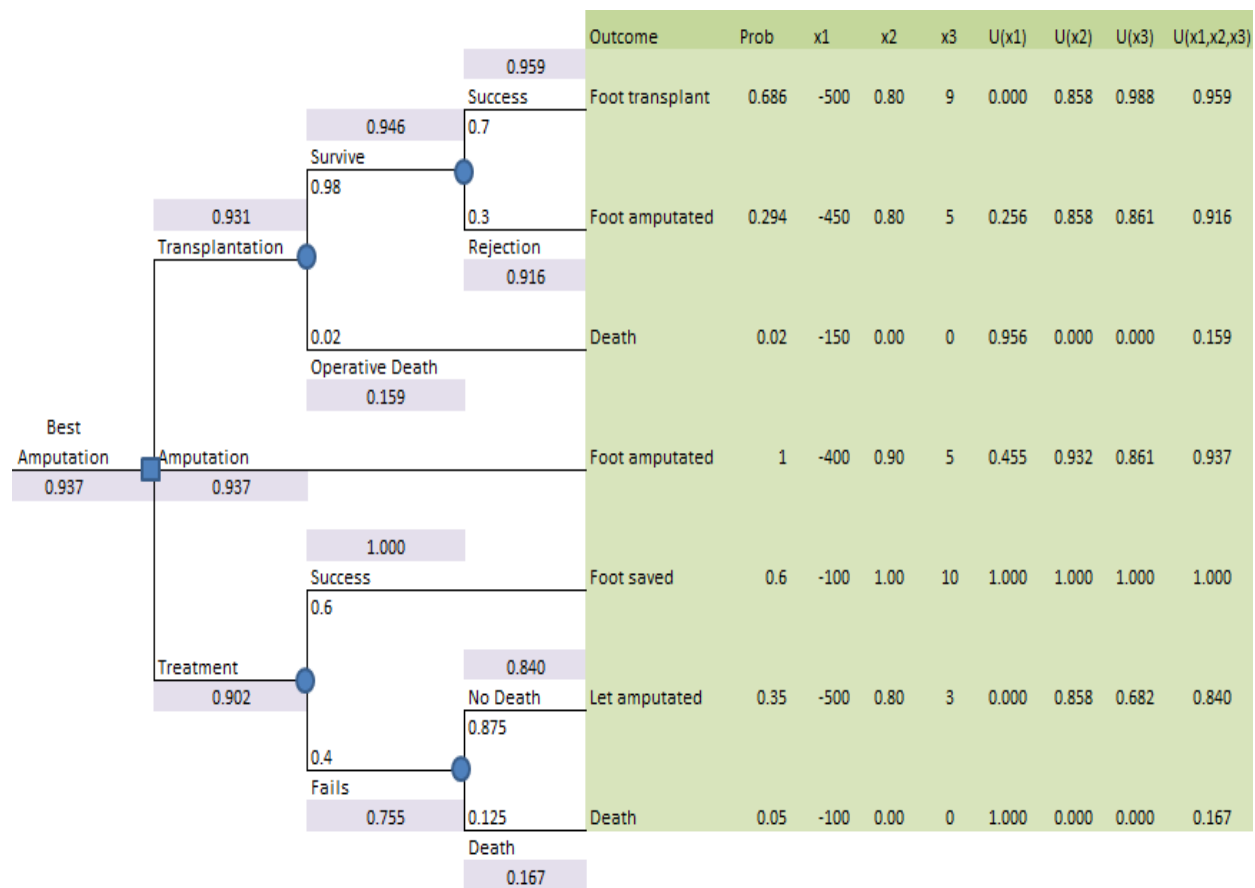 Outcome Prob x1 x2 x3 U(x1) U(x2) U(x3) U(x1,x2,x3)
0.959
Success Foot transplant 0.686 -500 0.80 9 0.000 0.858 0.988 0.959
0.946 0.7
Survive
0.98
0.931 0.3 Foot amputated 0.294 -450 0.80 5 0.256 0.858 0.861 0.916
Transplantation Rejection
0.916
0.02 Death 0.02 -150 0.00 0 0.956 0.000 0.000 0.159
Operative Death
0.159
Best
Amputation Amputation Foot amputated 1 -400 0.90 5 0.455 0.932 0.861 0.937
0.937 0.937
1.000
Success Foot saved 0.6 -100 1.00 10 1.000 1.000 1.000 1.000
0.6
Treatment 0.840
0.902 No Death Let amputated 0.35 -500 0.80 3 0.000 0.858 0.682 0.840
0.875
0.4
Fails
0.755 0.125 Death 0.05 -100 0.00 0 1.000 0.000 0.000 0.167
Death
0.167